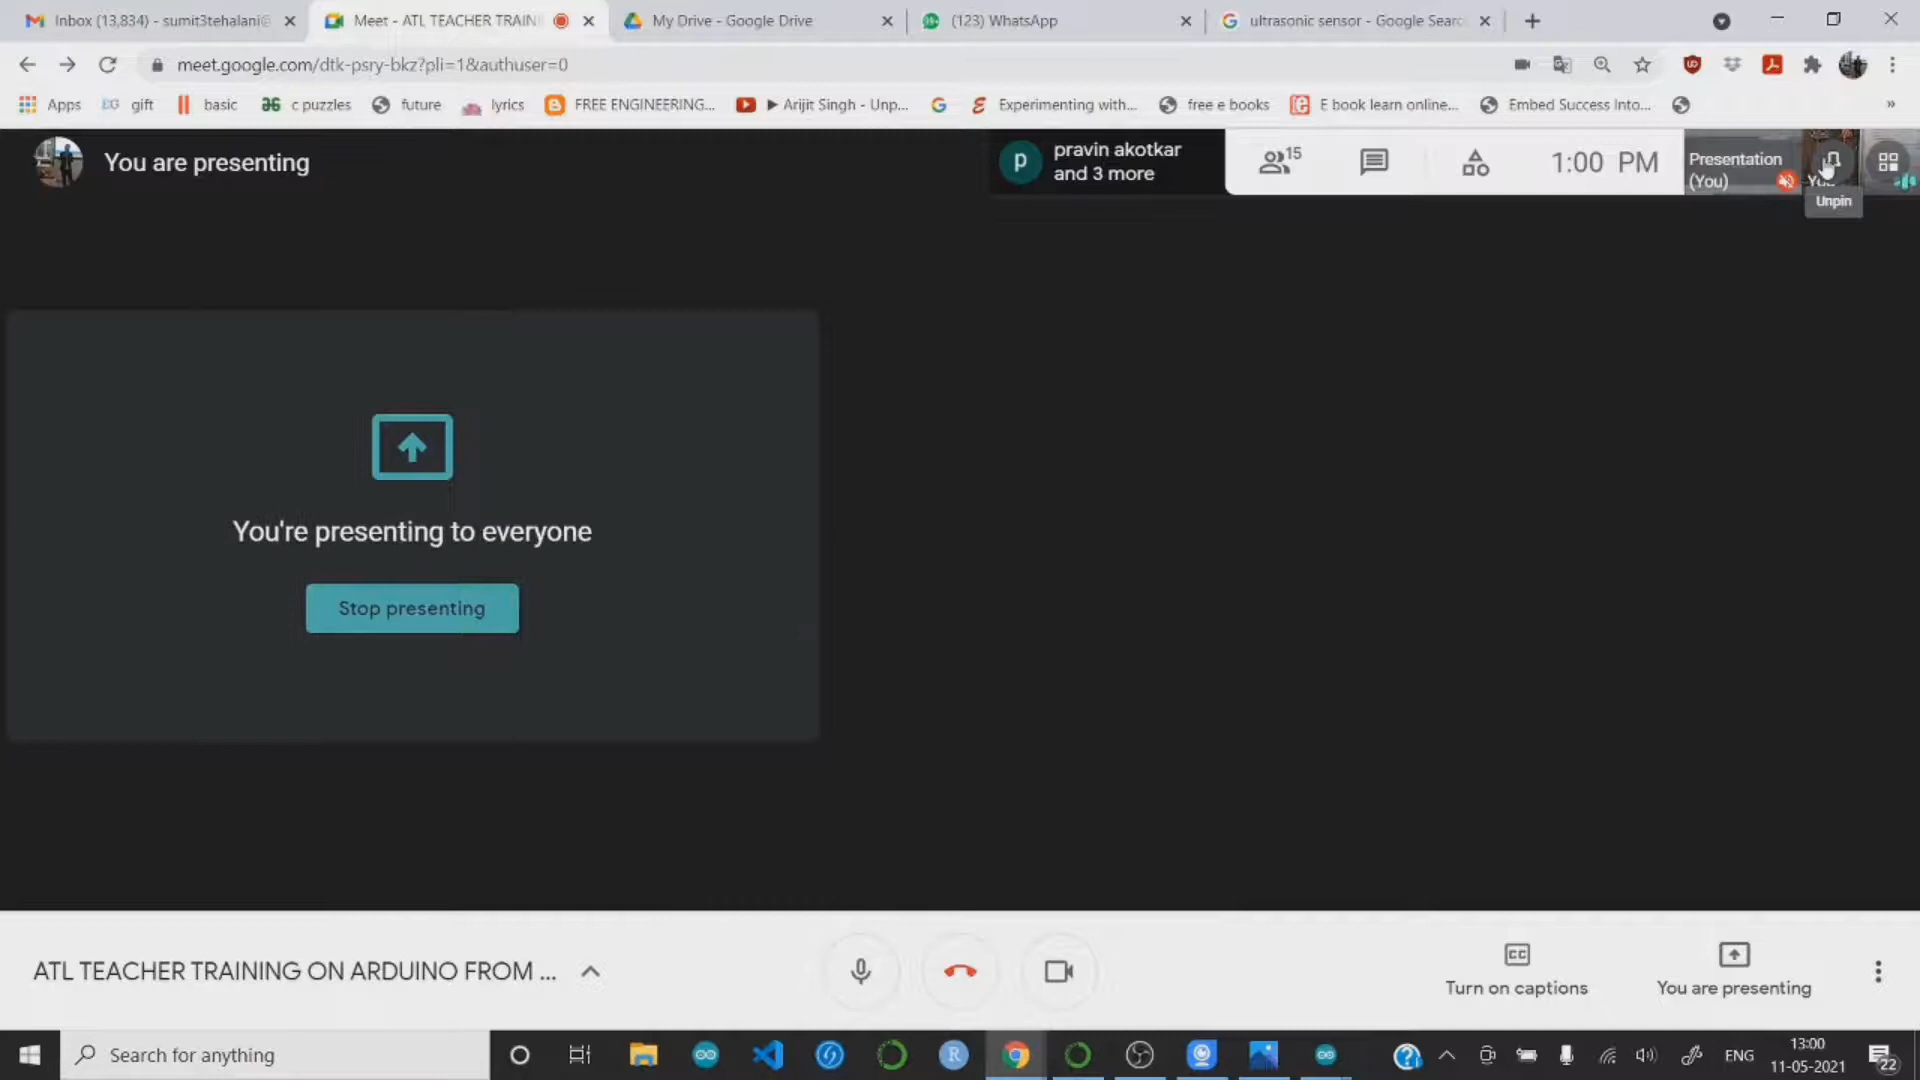 Inbox (13,834) - sumit3tehalani@
Meet - ATL TEACHER TRAIN
My Drive - Google Drive
(123) WhatsApp
ultrasonic sensor - Google Searc
meet.google.com/dtk-psry-bkz?pli=1&authuser=0
Apps
gift
basic
c puzzles
future
lyrics
FREE ENGINEERING...
► Arijit Singh - Unp...
Experimenting with...
free e books
E book learn online...
Embed Success Into...
»
You are presenting
p
pravin akotkar
and 3 more
15
1:00 PM
Presentation
(You)
You
Unpin
You're presenting to everyone
Stop presenting
ATL TEACHER TRAINING ON ARDUINO FROM ...
CC
Turn on captions
You are presenting
Search for anything
R
ENG
13:00
11-05-2021
22